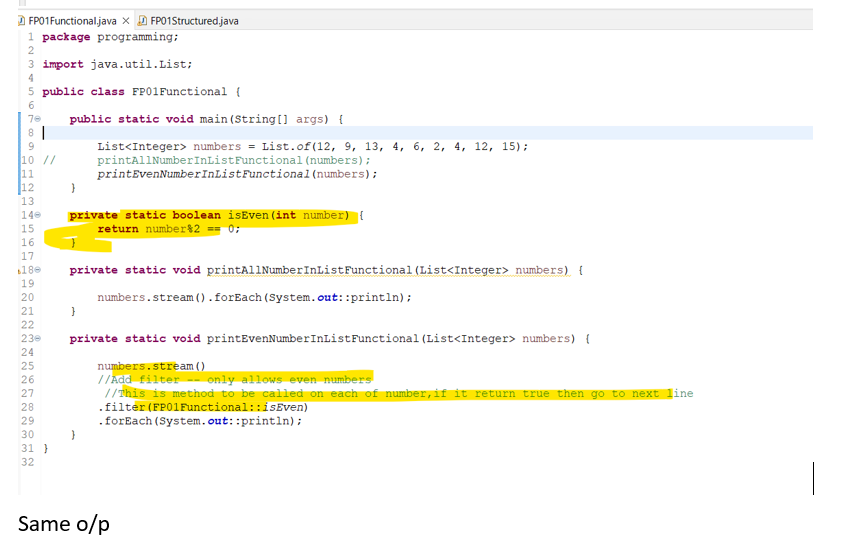 FP01Functional.java × FP01Structured.java
1 package programming;
2
3 import java.util.List;
4
5 public class FP01Functional {
6
7 public static void main(String[] args) {
8
9 List<Integer> numbers = List.of(12, 9, 13, 4, 6, 2, 4, 12, 15);
10 // printAllNumberInListFunctional(numbers);
11 printEvenNumberInListFunctional(numbers);
12 }
13
14 private static boolean isEven(int number) {
15 return number%2 == 0;
16 }
17
18 private static void printAllNumberInListFunctional(List<Integer> numbers) {
19
20 numbers.stream().forEach(System.out::println);
21 }
22
23 private static void printEvenNumberInListFunctional(List<Integer> numbers) {
24
25 numbers.stream()
26 //Add filter -- only allows even numbers
27 //This is method to be called on each of number,if it return true then go to next line
28 .filter(FP01Functional::isEven)
29 .forEach(System.out::println);
30 }
31 }
32
Same o/p